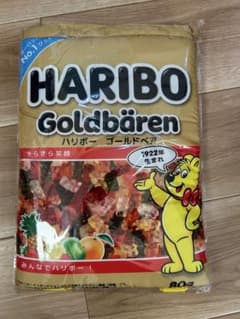 No.1
HARIBO
Goldbären
ハリボー ゴールドベア
1922年
生まれ
みんなでハリボー！
80g